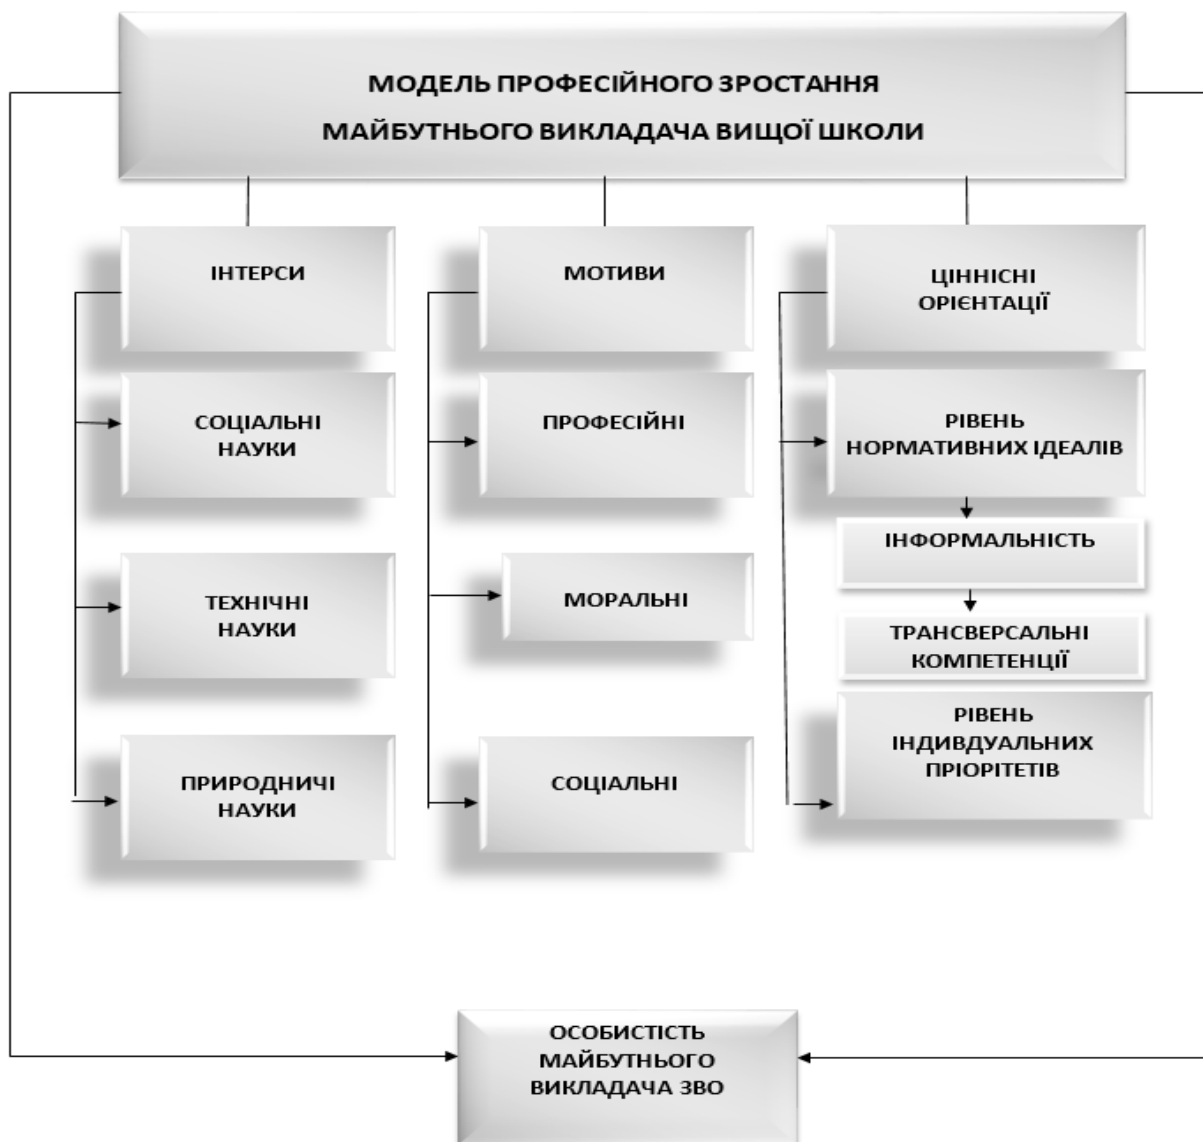 МОДЕЛЬ ПРОФЕСІЙНОГО ЗРОСТАННЯ
МАЙБУТНЬОГО ВИКЛАДАЧА ВИЩОЇ ШКОЛИ
ІНТЕРСИ
СОЦІАЛЬНІ
НАУКИ
ТЕХНІЧНІ
НАУКИ
ПРИРОДНИЧІ
НАУКИ
МОТИВИ
ПРОФЕСІЙНІ
МОРАЛЬНІ
СОЦІАЛЬНІ
ЦІННІСНІ
ОРІЄНТАЦІЇ
РІВЕНЬ
НОРМАТИВНИХ ІДЕАЛІВ
ІНФОРМАЛЬНІСТЬ
ТРАНСВЕРСАЛЬНІ
КОМПЕТЕНЦІЇ
РІВЕНЬ
ІНДИВДУАЛЬНИХ
ПРІОРІТЕТІВ
ОСОБИСТІСТЬ
МАЙБУТНЬОГО
ВИКЛАДАЧА ЗВО